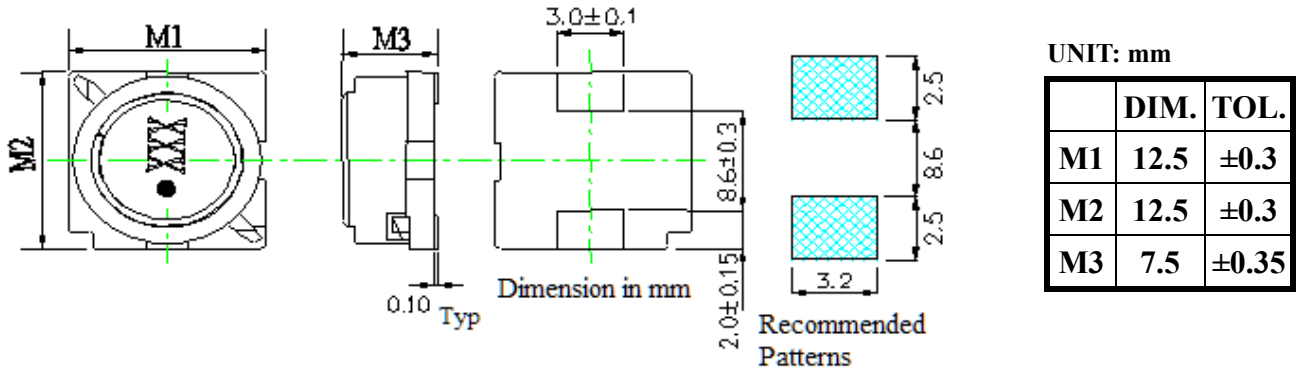 M1
M2
XXX
M3
0.10 Typ
3.0±0.1
8.6±0.3
2.0±0.15
Dimension in mm
2.5
8.6
2.5
3.2
Recommended
Patterns
UNIT: mm
DIM. TOL.
M1 12.5 ±0.3
M2 12.5 ±0.3
M3 7.5 ±0.35